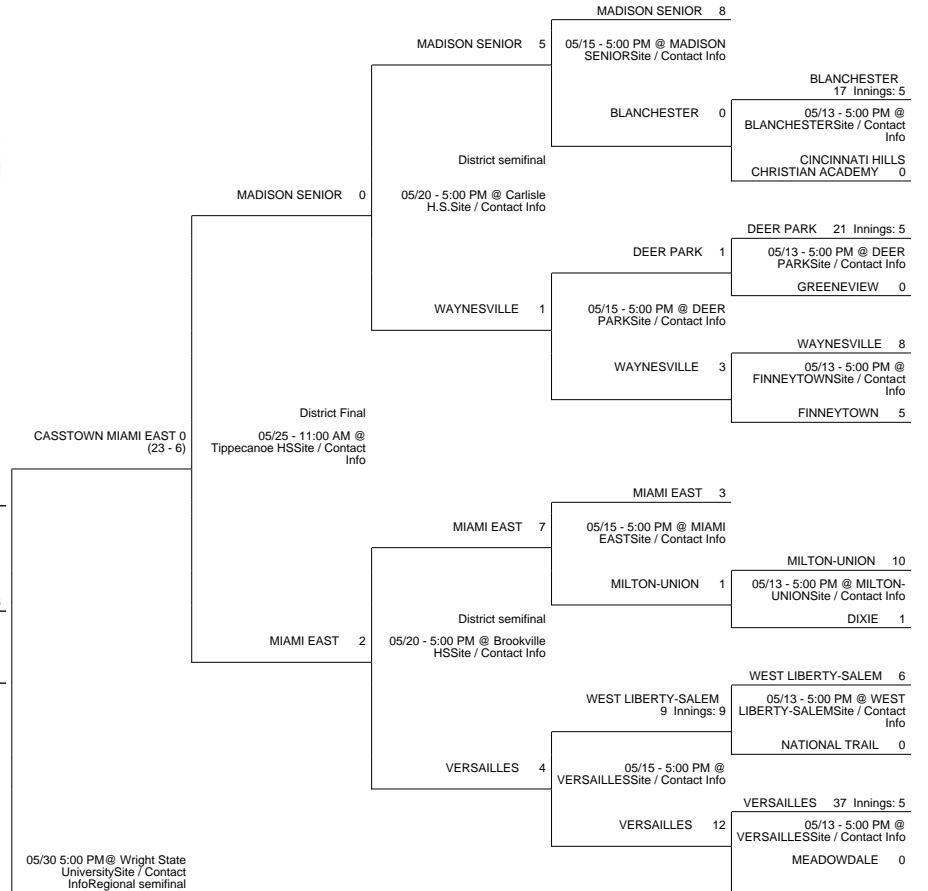 MADISON SENIOR 8
MADISON SENIOR 5
05/15 - 5:00 PM @ MADISON
SENIORSite / Contact Info
BLANCHESTER
17 Innings: 5
BLANCHESTER 0
05/13 - 5:00 PM @
BLANCHESTERSite / Contact
Info
District semifinal
CINCINNATI HILLS
CHRISTIAN ACADEMY 0
MADISON SENIOR 0
05/20 - 5:00 PM @ Carlisle
H.S.Site / Contact Info
DEER PARK 21 Innings: 5
DEER PARK 1
05/13 - 5:00 PM @ DEER
PARKSite / Contact Info
GREENEVIEW 0
WAYNESVILLE 1
05/15 - 5:00 PM @ DEER
PARKSite / Contact Info
WAYNESVILLE 8
WAYNESVILLE 3
05/13 - 5:00 PM @
FINNEYTOWNSite / Contact
Info
FINNEYTOWN 5
District Final
CASSTOWN MIAMI EAST 0
(23 - 6)
05/25 - 11:00 AM @
Tippecanoe HSSite / Contact
Info
MIAMI EAST 3
MIAMI EAST 7
05/15 - 5:00 PM @ MIAMI
EASTSite / Contact Info
MILTON-UNION 10
MILTON-UNION 1
05/13 - 5:00 PM @ MILTON-
UNIONSite / Contact Info
District semifinal
DIXIE 1
MIAMI EAST 2
05/20 - 5:00 PM @ Brookville
HSSite / Contact Info
WEST LIBERTY-SALEM 6
WEST LIBERTY-SALEM
9 Innings: 9
05/13 - 5:00 PM @ WEST
LIBERTY-SALEMSite / Contact
Info
NATIONAL TRAIL 0
VERSAILLES 4
05/15 - 5:00 PM @
VERSAILLESSite / Contact Info
VERSAILLES 37 Innings: 5
VERSAILLES 12
05/13 - 5:00 PM @
VERSAILLESSite / Contact Info
MEADOWDALE 0
05/30 5:00 PM@ Wright State
UniversitySite / Contact
InfoRegional semifinal